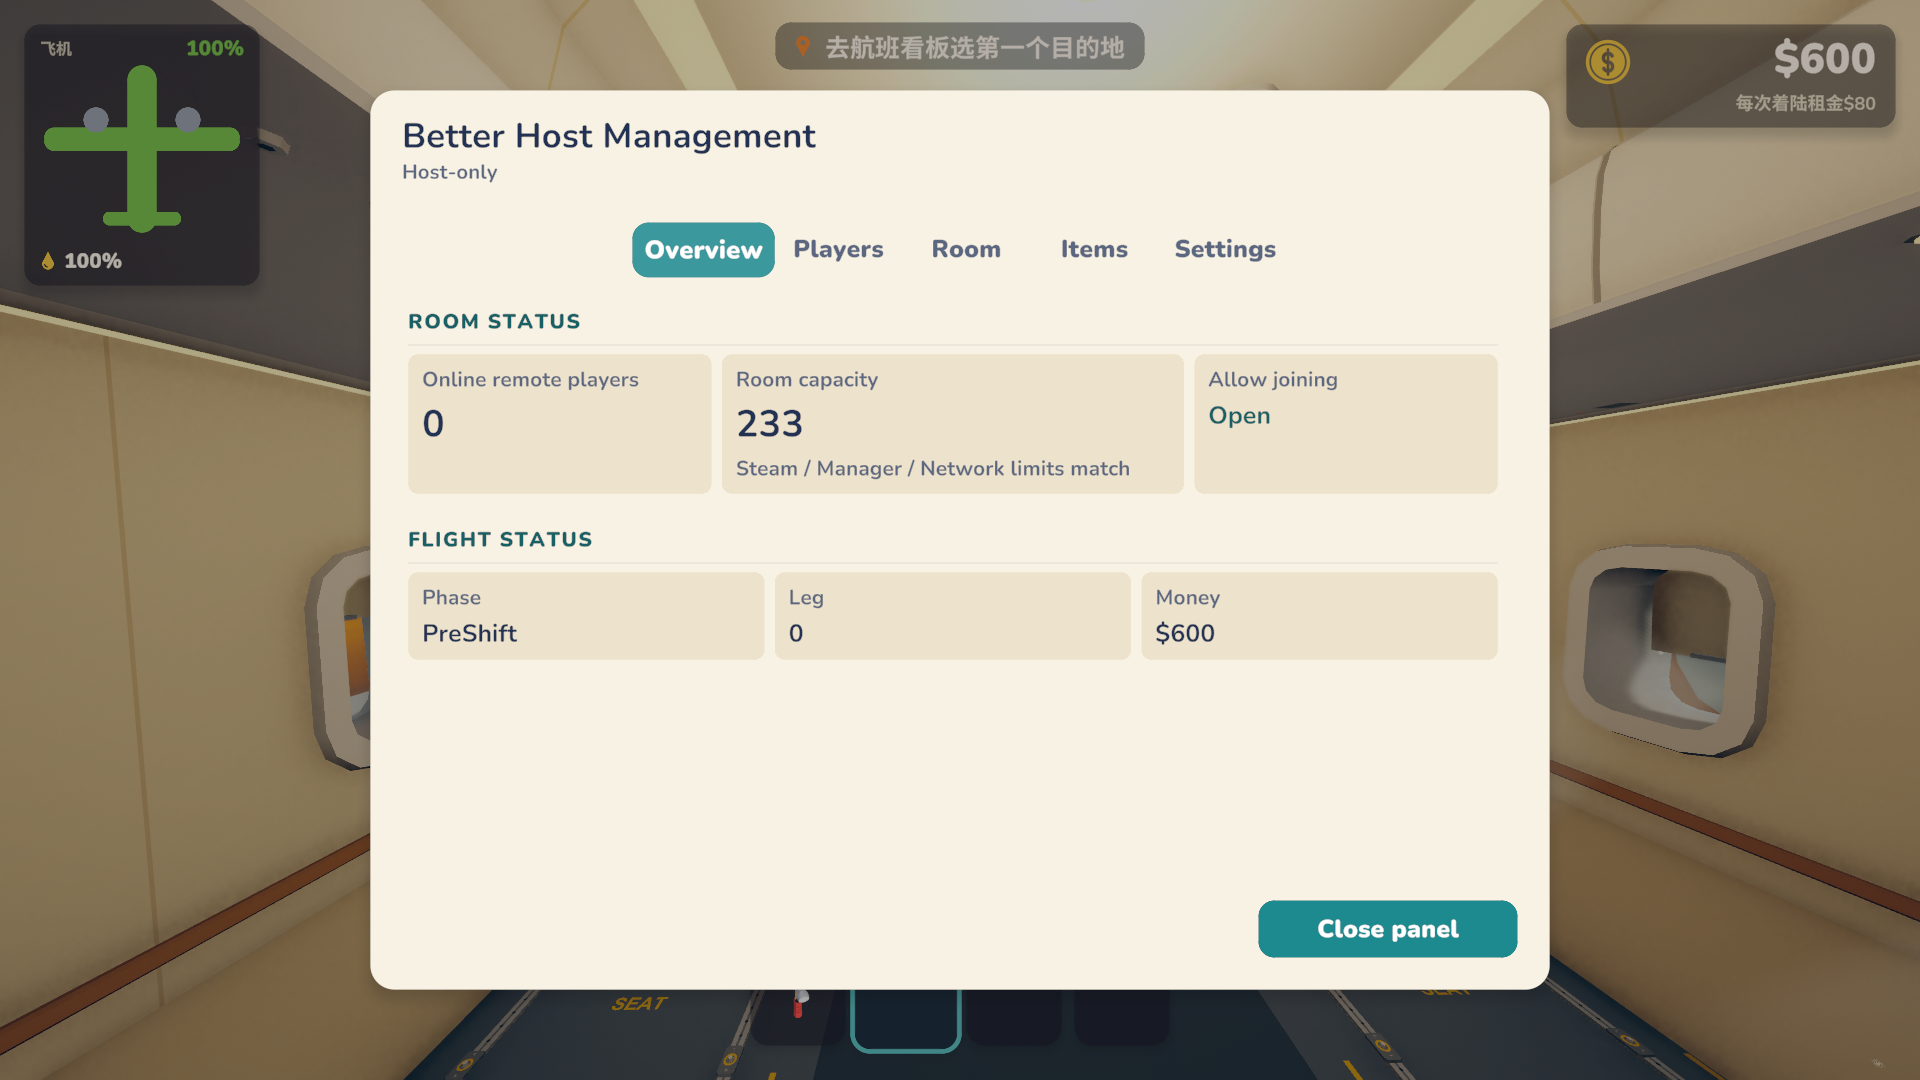 飞机 100%
100%
去航班看板选第一个目的地
$600
每次着陆租金$80
Better Host Management
Host-only
Overview Players Room Items Settings
ROOM STATUS
Online remote players
0
Room capacity
233
Steam / Manager / Network limits match
Allow joining
Open
FLIGHT STATUS
Phase
PreShift
Leg
0
Money
$600
Close panel
SEAT